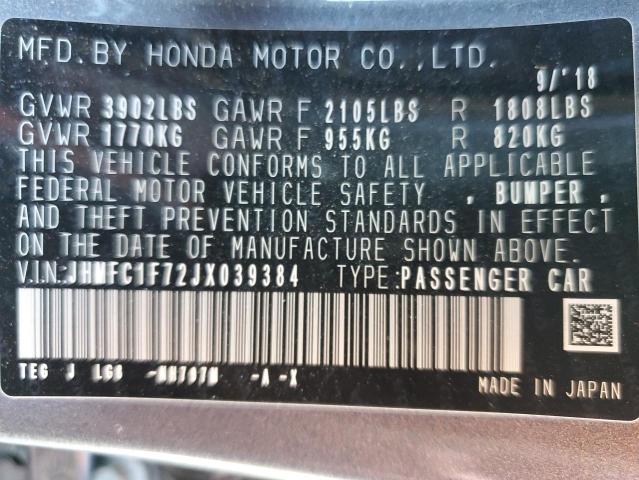 MFD. BY HONDA MOTOR CO.,LTD.
9/'18
GVWR 3902LBS GAWR F 2105LBS R 1808LBS
GVWR 1770KG GAWR F 955KG R 820KG
THIS VEHICLE CONFORMS TO ALL APPLICABLE
FEDERAL MOTOR VEHICLE SAFETY , BUMPER ,
AND THEFT PREVENTION STANDARDS IN EFFECT
ON THE DATE OF MANUFACTURE SHOWN ABOVE.
V.I.N:JHMFC1F72JX039384 TYPE:PASSENGER CAR
TEG J LGB -A -X
MADE IN JAPAN